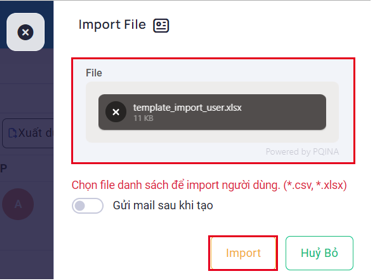 Import File
Xuất d
File
template_import_user.xlsx
11 KB
P
Powered by PQINA
A
Chọn file danh sách để import người dùng. (*.csv, *.xlsx)
Gửi mail sau khi tạo
Import
Huỷ Bỏ